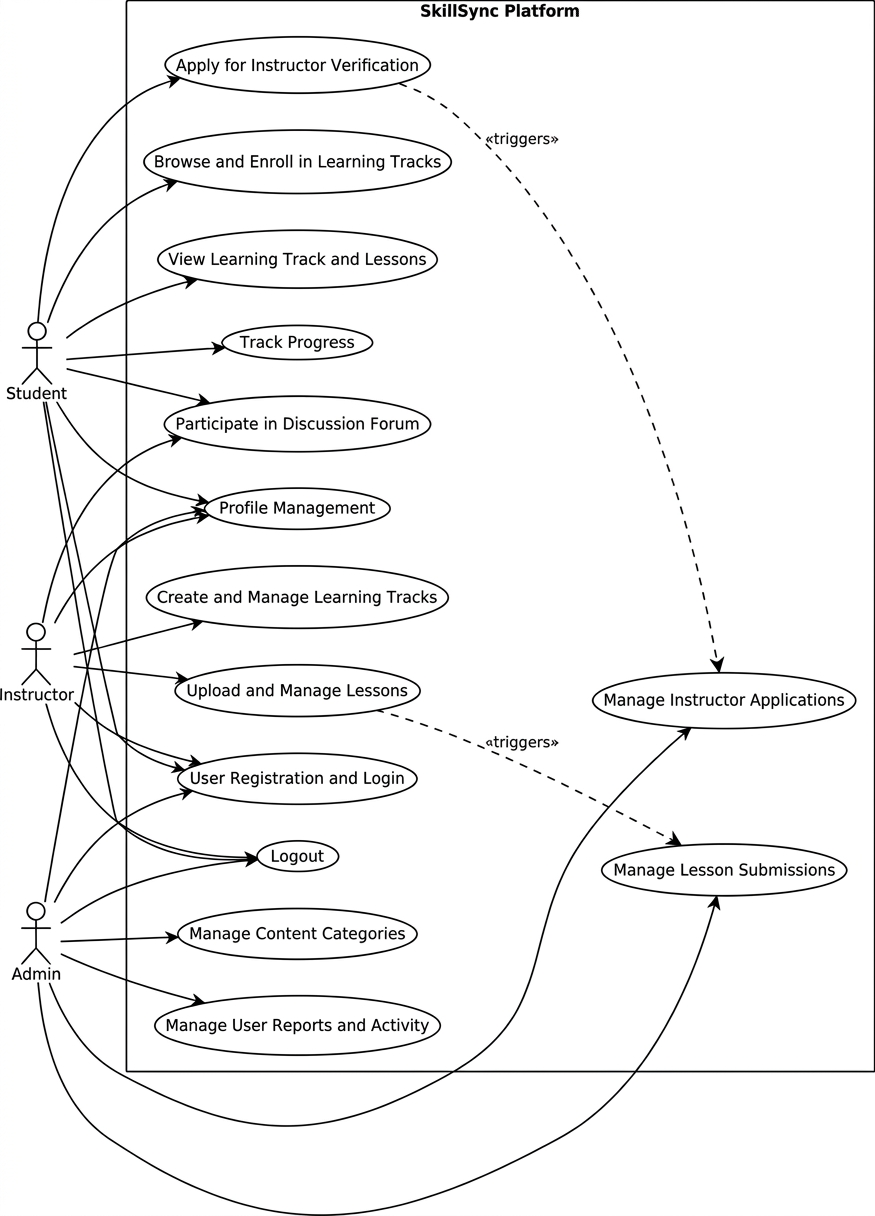 SkillSync Platform
Apply for Instructor Verification
«triggers»
Browse and Enroll in Learning Tracks
View Learning Track and Lessons
Track Progress
Student
Participate in Discussion Forum
Profile Management
Create and Manage Learning Tracks
Instructor
Upload and Manage Lessons
Manage Instructor Applications
«triggers»
User Registration and Login
Logout
Manage Lesson Submissions
Manage Content Categories
Admin
Manage User Reports and Activity